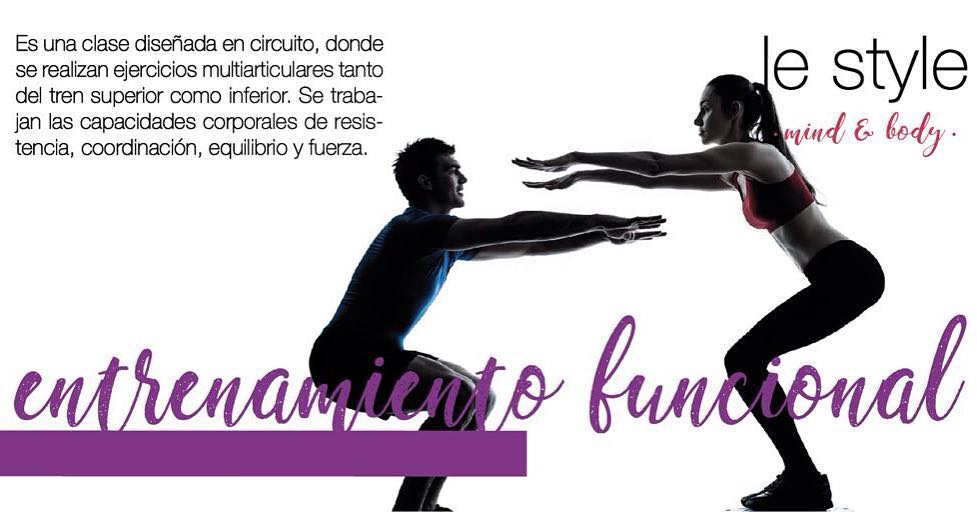 Es una clase diseñada en circuito, donde
se realizan ejercicios multiarticulares tanto
del tren superior como inferior. Se traba-
jan las capacidades corporales de resis-
tencia, coordinación, equilibrio y fuerza.
le style
· mind & body ·
entrenamiento funcional